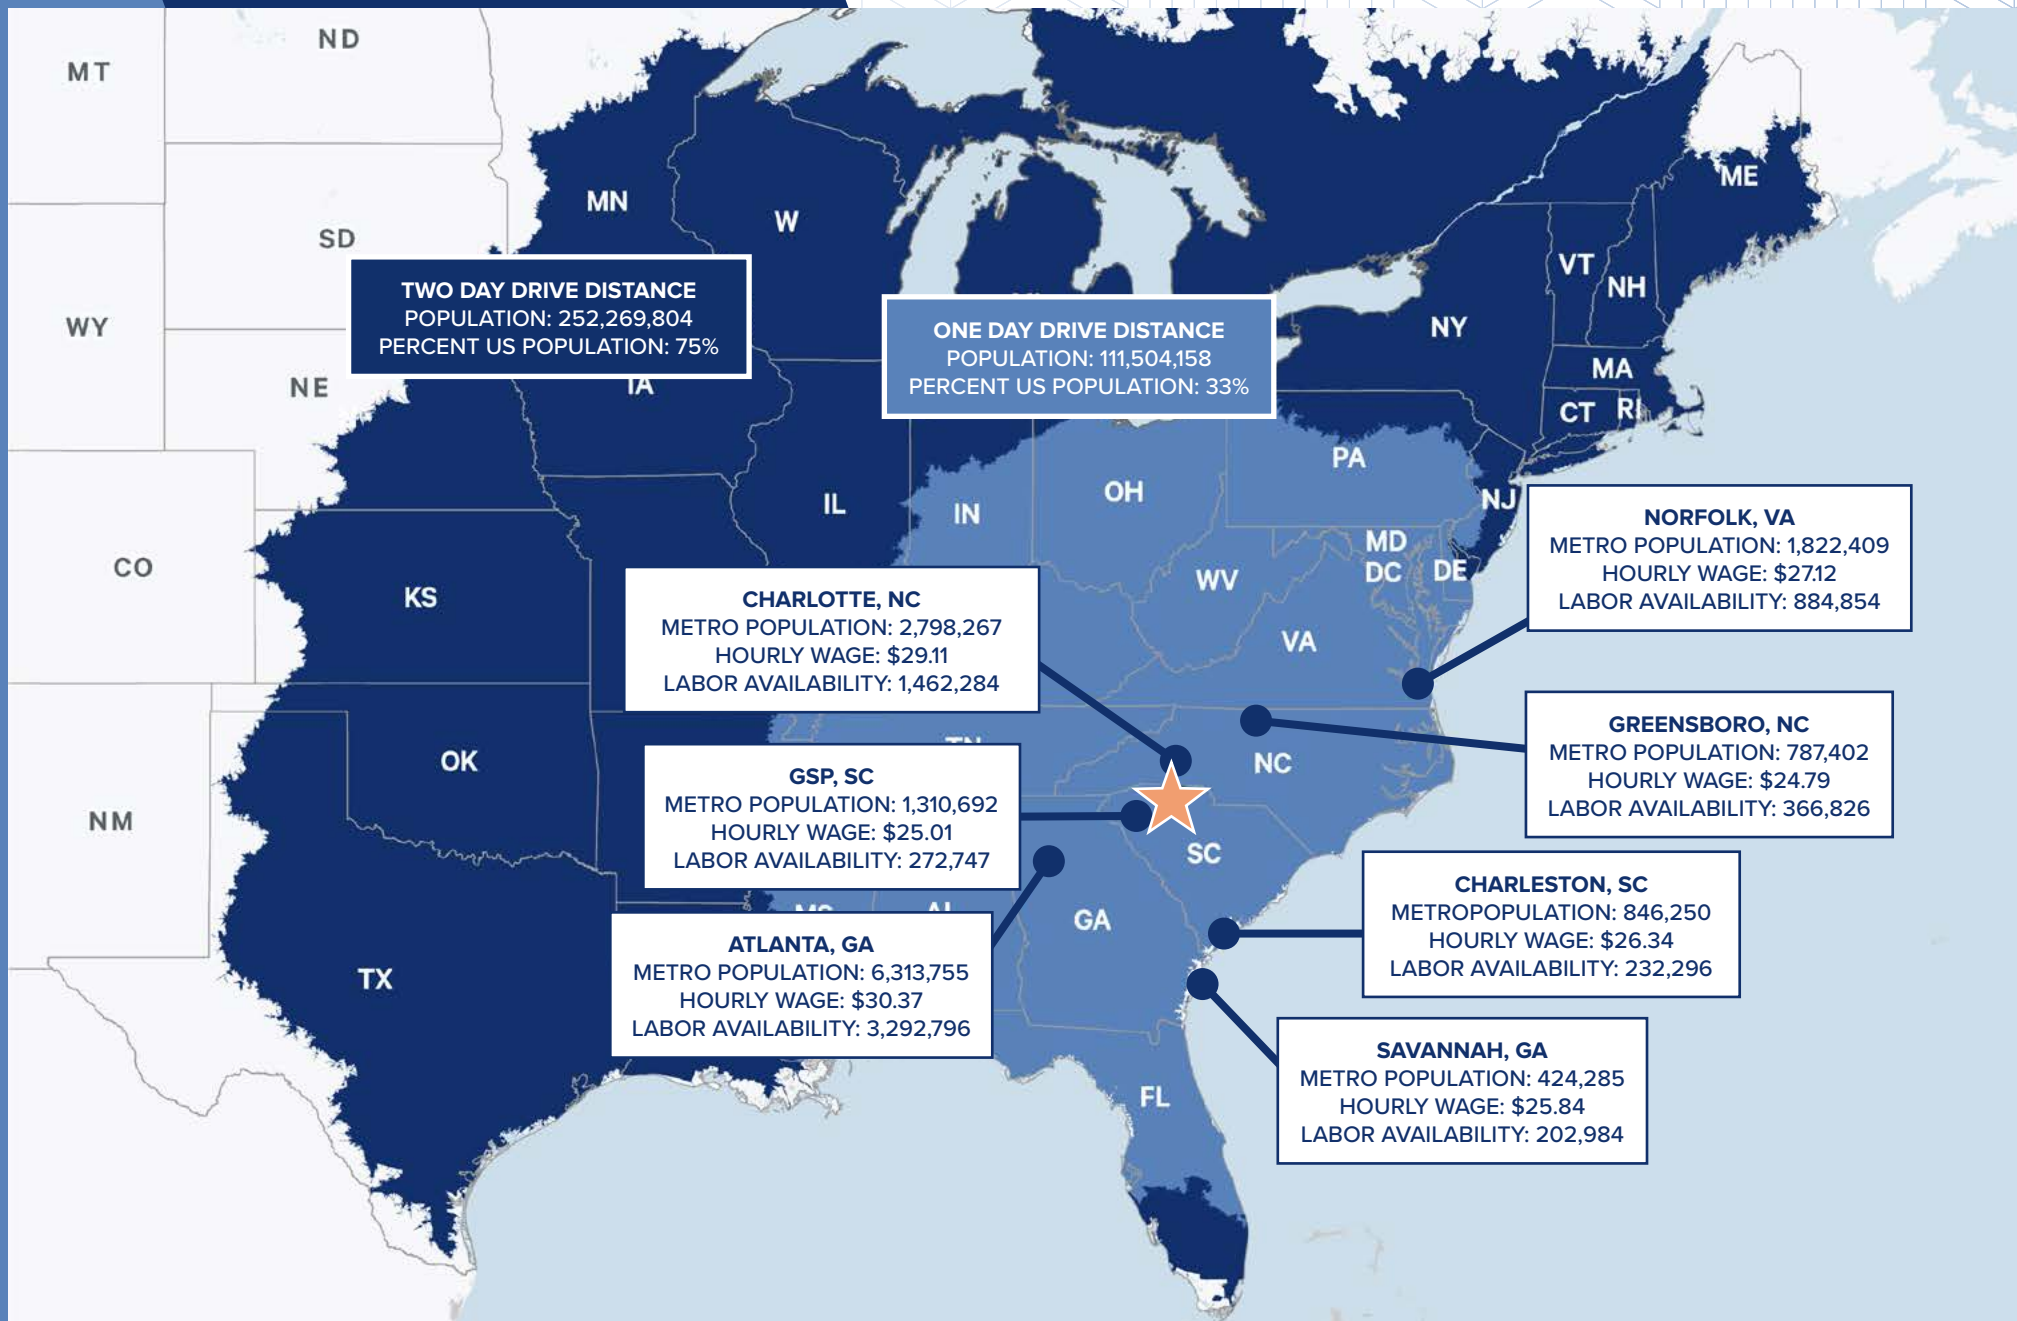 MT
ND
SD
WY
NE
CO
NM
MN
W
IA
IL
KS
OK
TX
ME
VT
NH
NY
MA
CT
RI
PA
NJ
OH
IN
MD
DC
DE
WV
VA
TN
NC
SC
MS
AL
GA
FL
TWO DAY DRIVE DISTANCE
POPULATION: 252,269,804
PERCENT US POPULATION: 75%
ONE DAY DRIVE DISTANCE
POPULATION: 111,504,158
PERCENT US POPULATION: 33%
NORFOLK, VA
METRO POPULATION: 1,822,409
HOURLY WAGE: $27.12
LABOR AVAILABILITY: 884,854
CHARLOTTE, NC
METRO POPULATION: 2,798,267
HOURLY WAGE: $29.11
LABOR AVAILABILITY: 1,462,284
GREENSBORO, NC
METRO POPULATION: 787,402
HOURLY WAGE: $24.79
LABOR AVAILABILITY: 366,826
GSP, SC
METRO POPULATION: 1,310,692
HOURLY WAGE: $25.01
LABOR AVAILABILITY: 272,747
CHARLESTON, SC
METROPOPULATION: 846,250
HOURLY WAGE: $26.34
LABOR AVAILABILITY: 232,296
ATLANTA, GA
METRO POPULATION: 6,313,755
HOURLY WAGE: $30.37
LABOR AVAILABILITY: 3,292,796
SAVANNAH, GA
METRO POPULATION: 424,285
HOURLY WAGE: $25.84
LABOR AVAILABILITY: 202,984